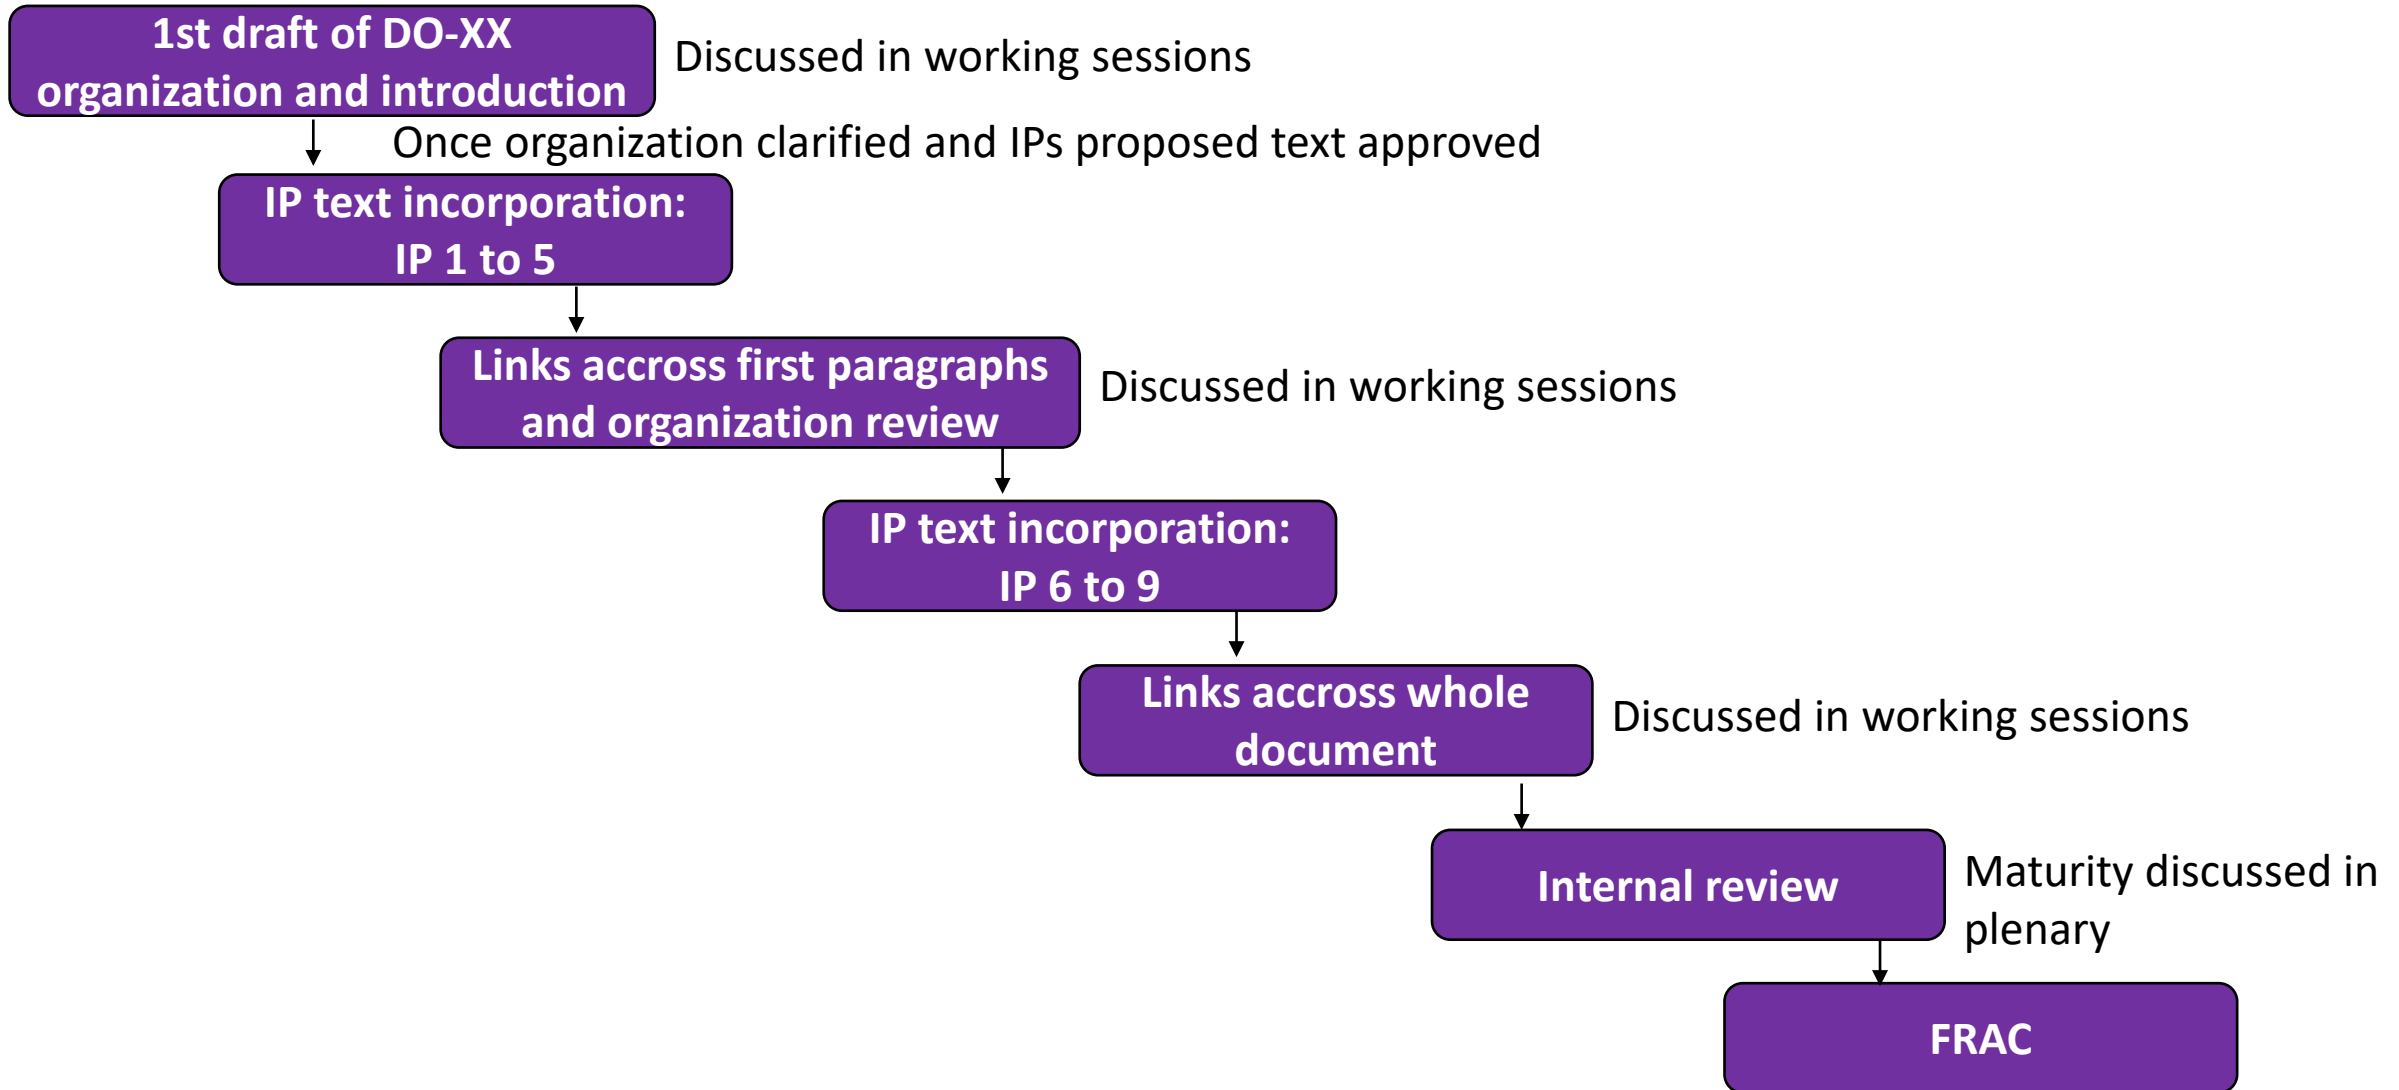 1st draft of DO-XX
organization and introduction
Discussed in working sessions
Once organization clarified and IPs proposed text approved
IP text incorporation:
IP 1 to 5
Links accross first paragraphs
and organization review
Discussed in working sessions
IP text incorporation:
IP 6 to 9
Links accross whole
document
Discussed in working sessions
Internal review
Maturity discussed in
plenary
FRAC